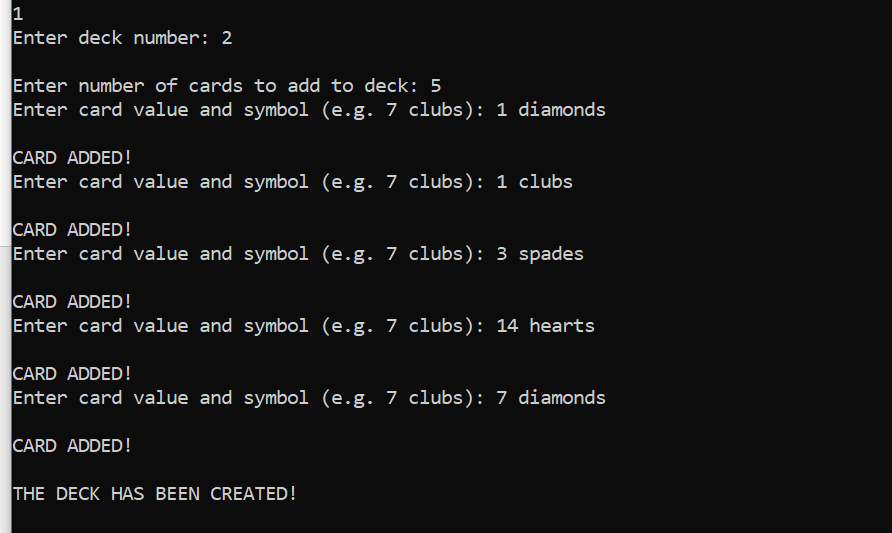 1
Enter deck number: 2
Enter number of cards to add to deck: 5
Enter card value and symbol (e.g. 7 clubs): 1 diamonds
CARD ADDED!
Enter card value and symbol (e.g. 7 clubs): 1 clubs
CARD ADDED!
Enter card value and symbol (e.g. 7 clubs): 3 spades
CARD ADDED!
Enter card value and symbol (e.g. 7 clubs): 14 hearts
CARD ADDED!
Enter card value and symbol (e.g. 7 clubs): 7 diamonds
CARD ADDED!
THE DECK HAS BEEN CREATED!